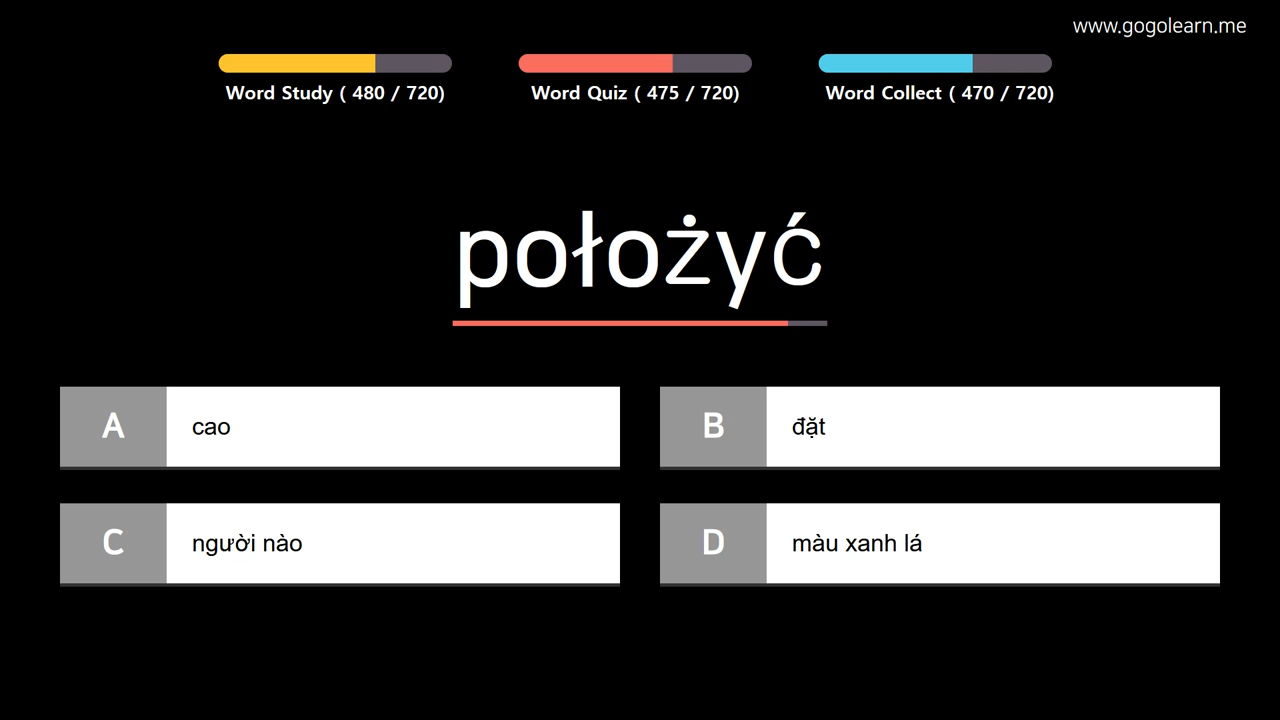 www.gogolearn.me
Word Study ( 480 / 720)
Word Quiz ( 475 / 720)
Word Collect ( 470 / 720)
położyć
A cao
B đặt
C người nào
D màu xanh lá